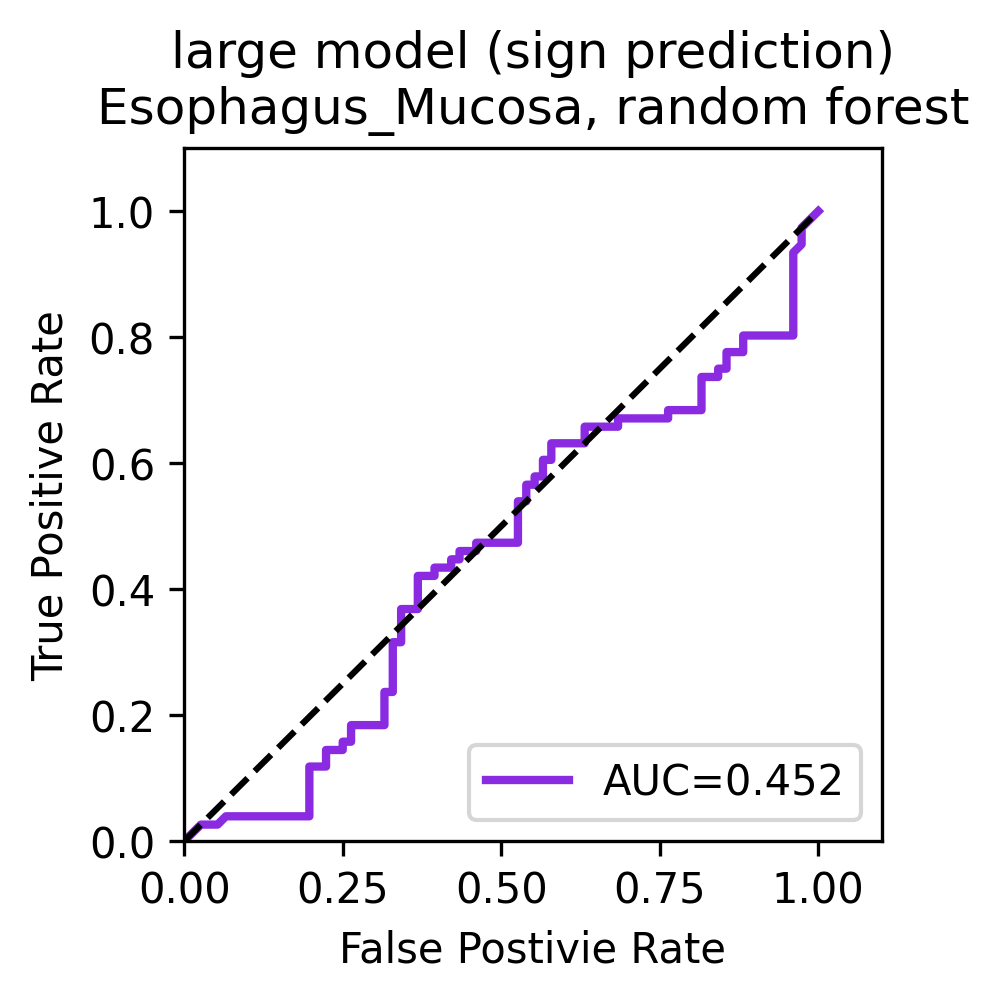 large model (sign prediction)
Esophagus_Mucosa, random forest
1.0
0.8
0.6
0.4
0.2
0.0
True Positive Rate
AUC=0.452
0.00 0.25 0.50 0.75 1.00
False Postivie Rate